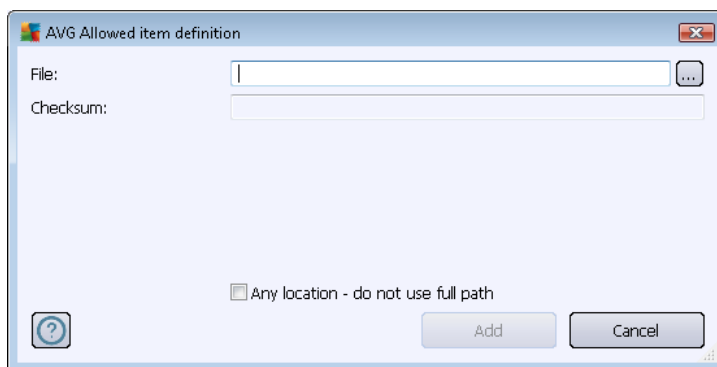 AVG Allowed item definition
File:
...
Checksum:
Any location - do not use full path
? Add Cancel